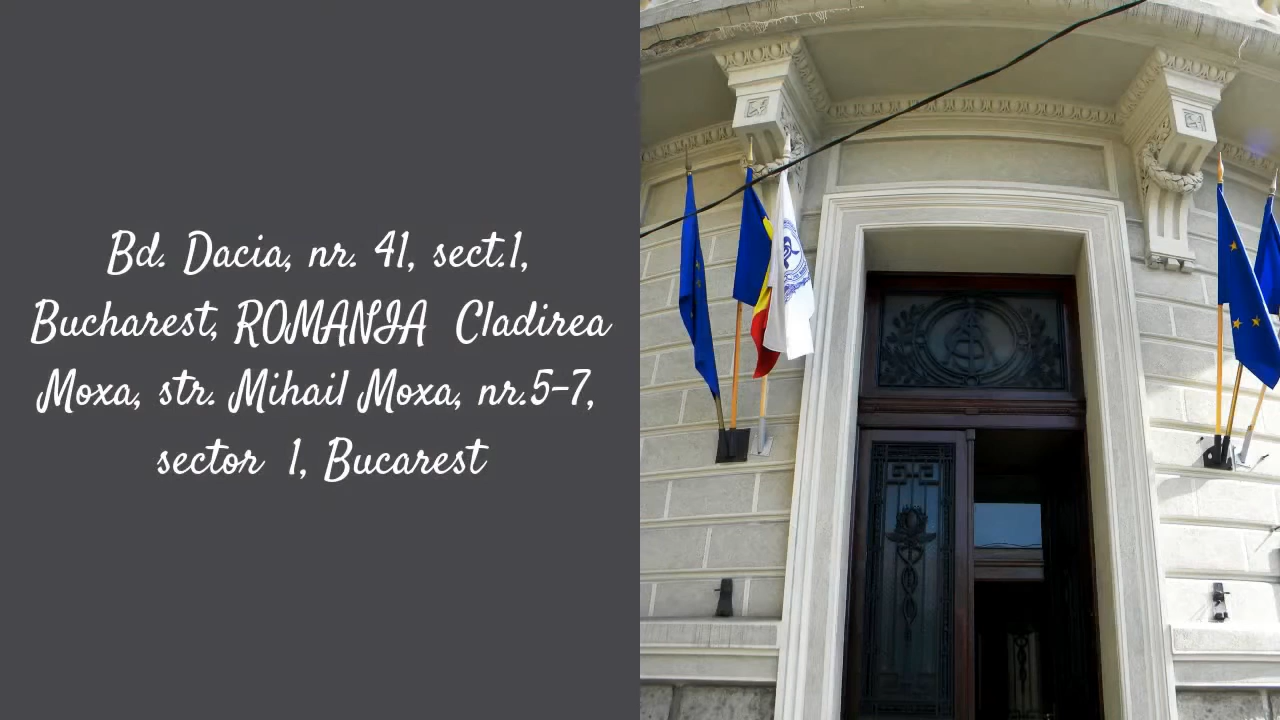 Bd. Dacia, nr. 41, sect.1,
Bucharest, ROMANIA Cladirea
Moxa, str. Mihail Moxa, nr.5-7,
sector 1, Bucarest